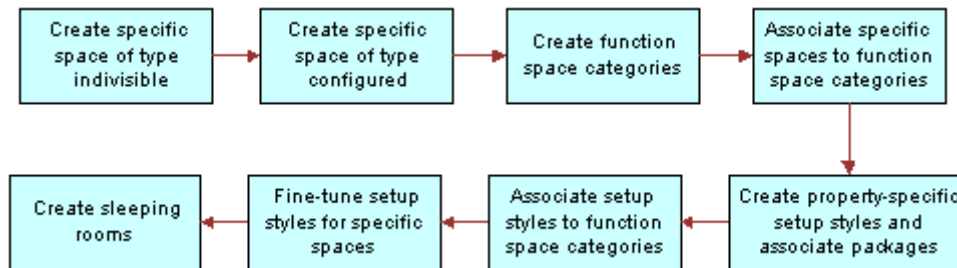 Create specific
space of type
indivisible
Create specific
space of type
configured
Create function
space categories
Associate specific
spaces to function
space categories
Create property-specific
setup styles and
associate packages
Associate setup
styles to function
space categories
Fine-tune setup
styles for specific
spaces
Create sleeping
rooms